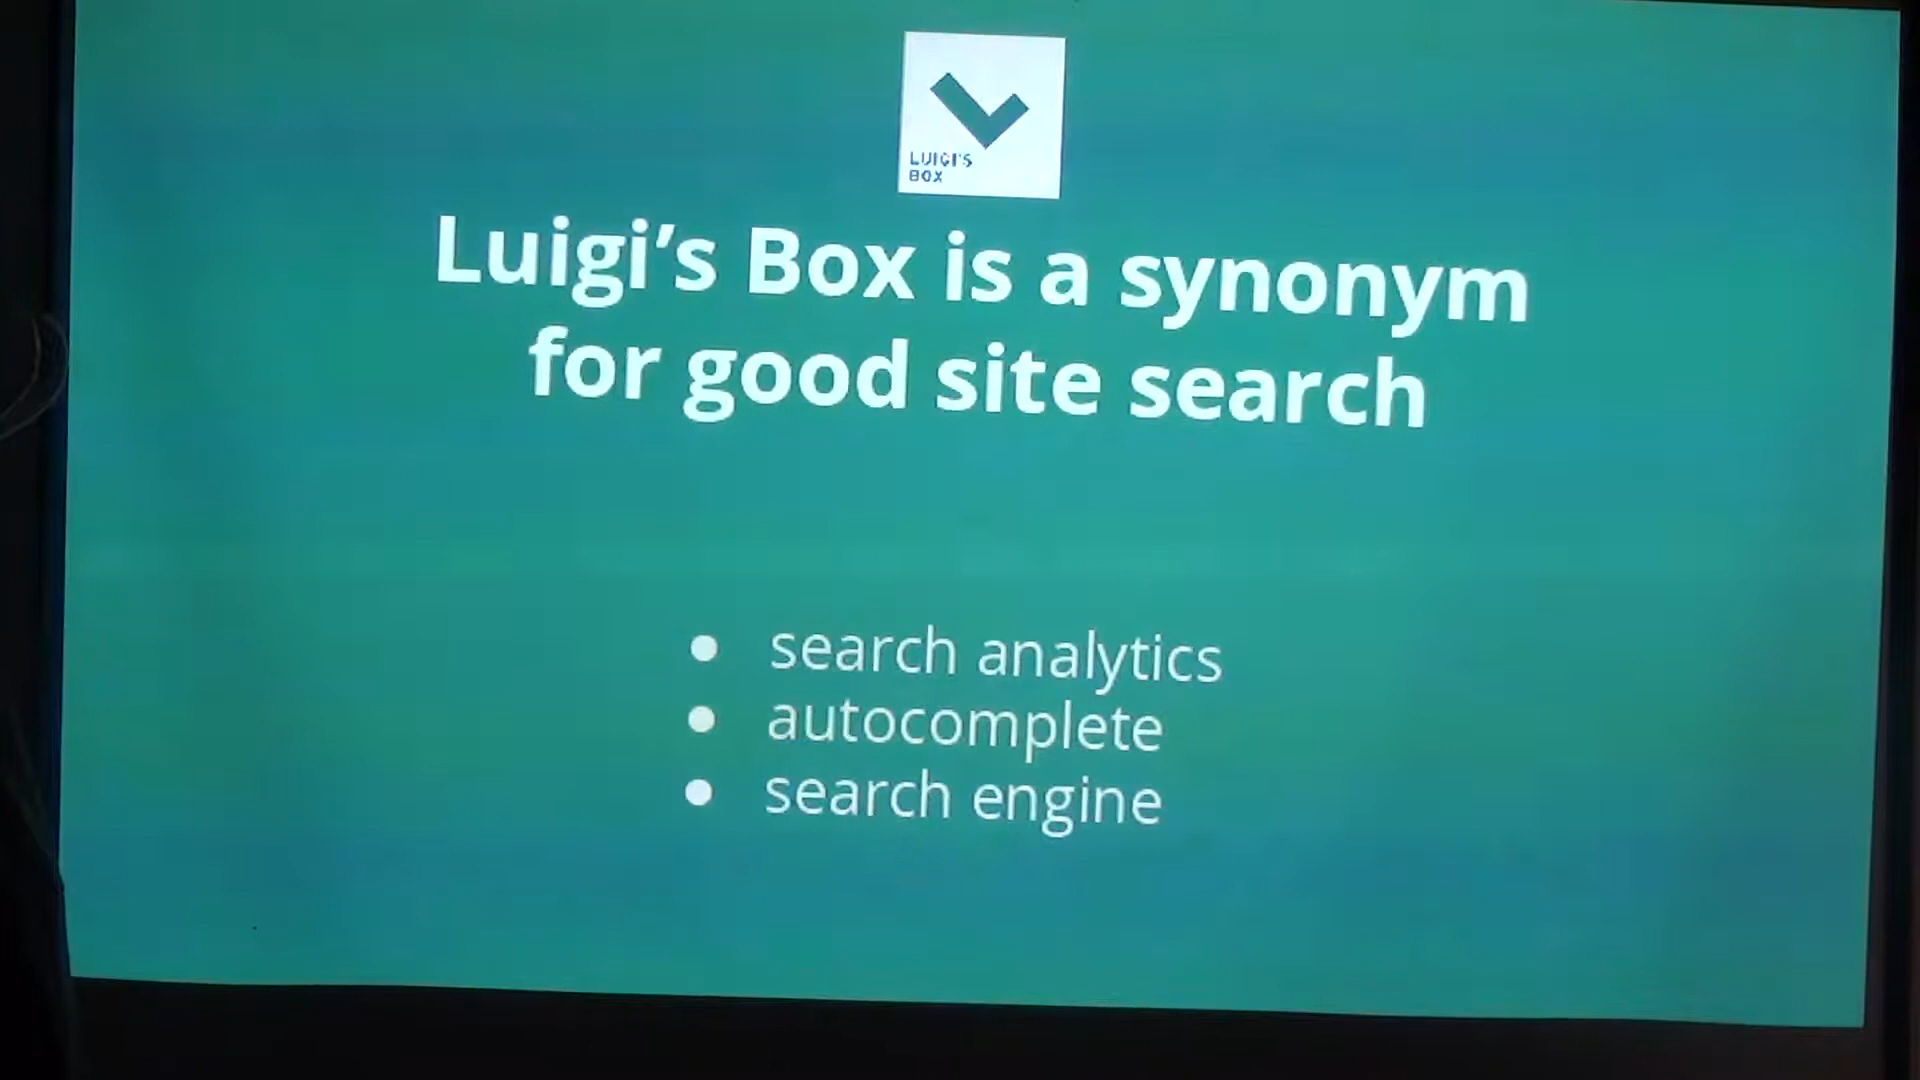 LUIGI'S
BOX
Luigi’s Box is a synonym
for good site search
● search analytics
● autocomplete
● search engine